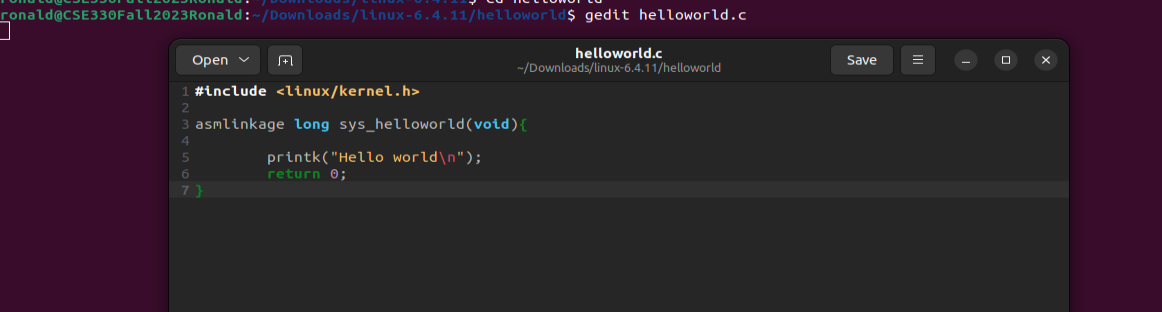 ronald@CSE330Fall2023Ronald:~/Downloads/linux-6.4.11$ cd helloworld
ronald@CSE330Fall2023Ronald:~/Downloads/linux-6.4.11/helloworld$ gedit helloworld.c
Open
helloworld.c
~/Downloads/linux-6.4.11/helloworld
Save
1 #include <linux/kernel.h>
2
3 asmlinkage long sys_helloworld(void){
4
5         printk("Hello world\n");
6         return 0;
7 }